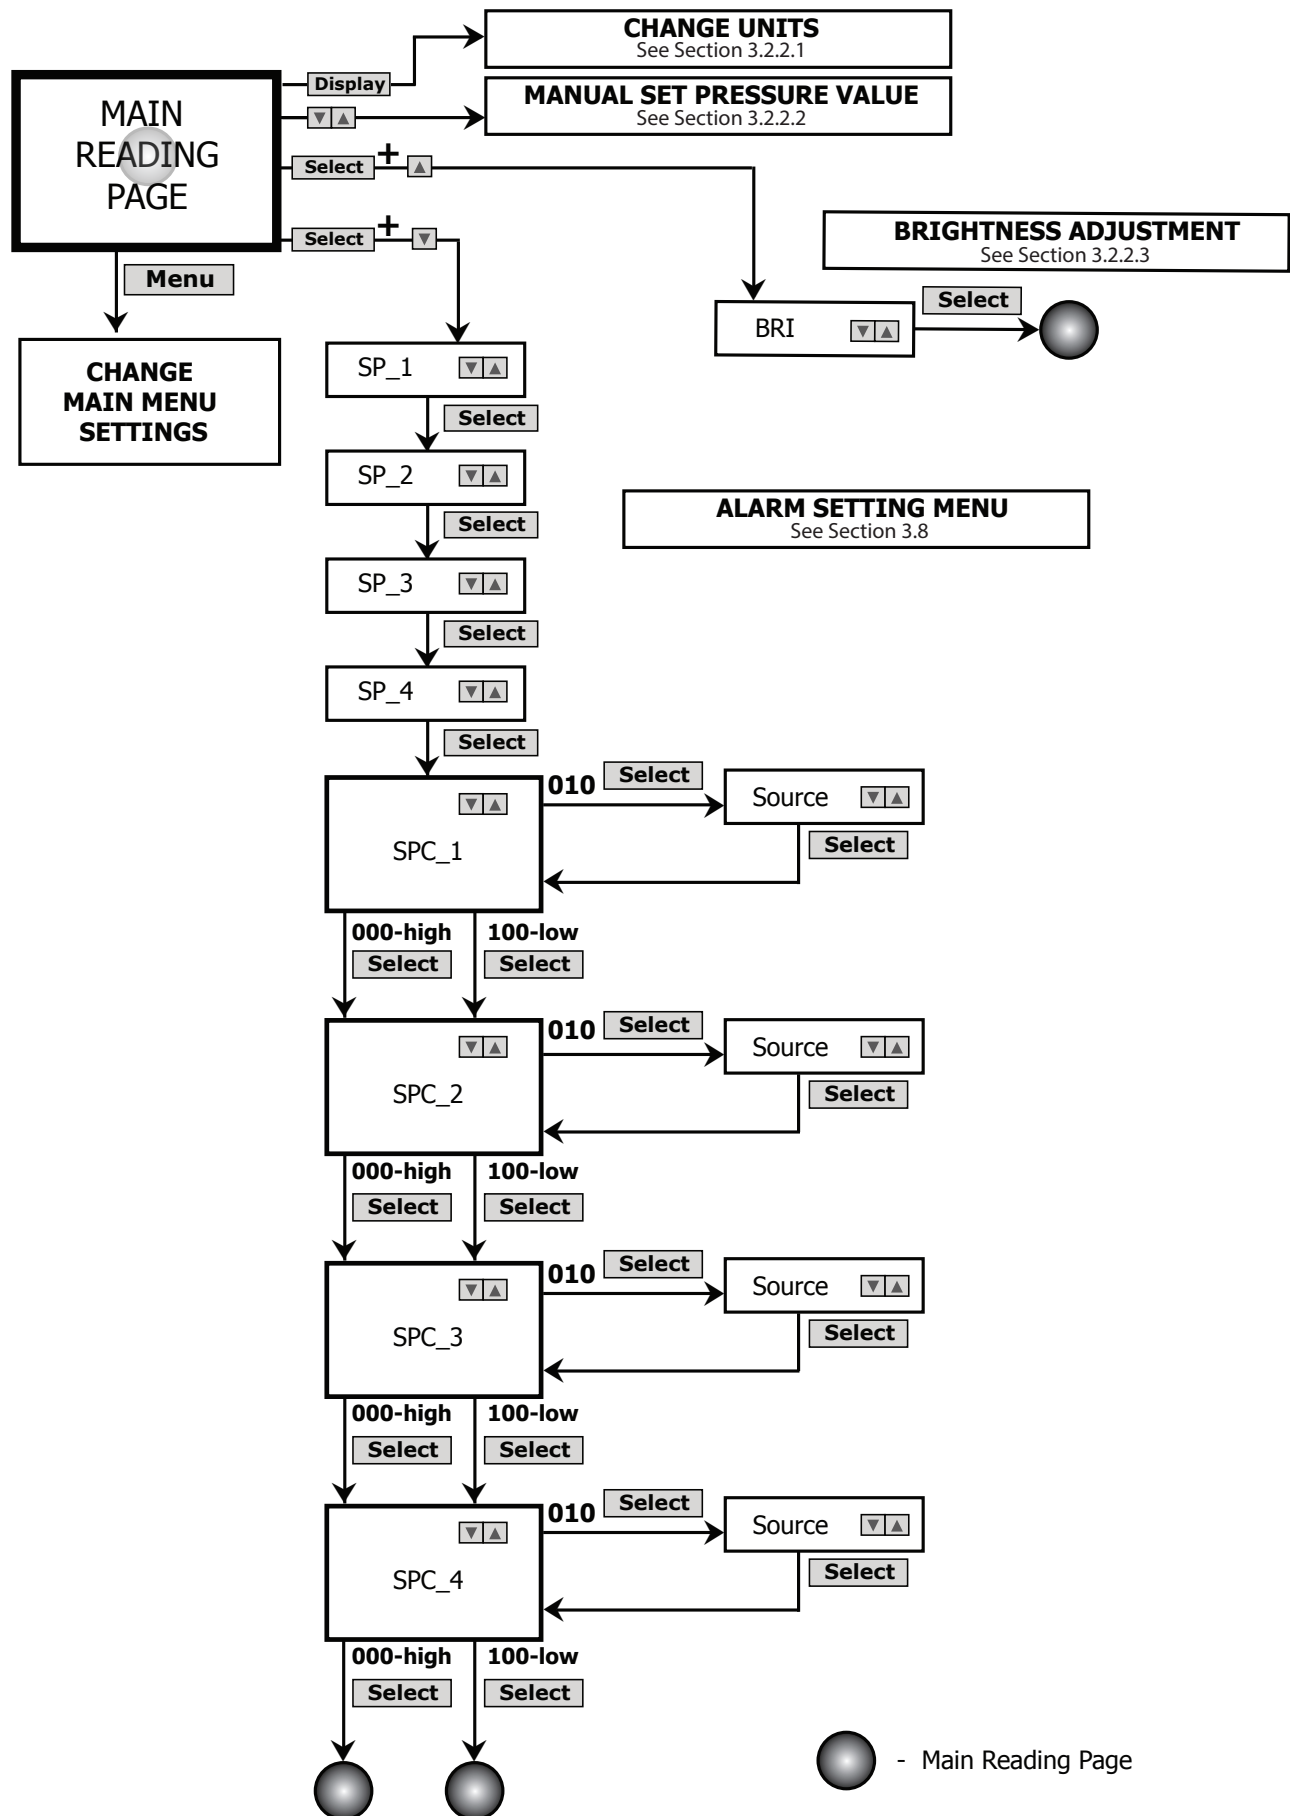 CHANGE UNITS
See Section 3.2.2.1
Display
MANUAL SET PRESSURE VALUE
See Section 3.2.2.2
MAIN
READING
PAGE
Select + ▲
Select + ▼
BRIGHTNESS ADJUSTMENT
See Section 3.2.2.3
Menu
Select
BRI
CHANGE
MAIN MENU
SETTINGS
SP_1
Select
SP_2
Select
ALARM SETTING MENU
See Section 3.8
SP_3
Select
SP_4
Select
010 Select
Source
Select
SPC_1
000-high 100-low
Select Select
010 Select
Source
Select
SPC_2
000-high 100-low
Select Select
010 Select
Source
Select
SPC_3
000-high 100-low
Select Select
010 Select
Source
Select
SPC_4
000-high 100-low
Select Select
- Main Reading Page